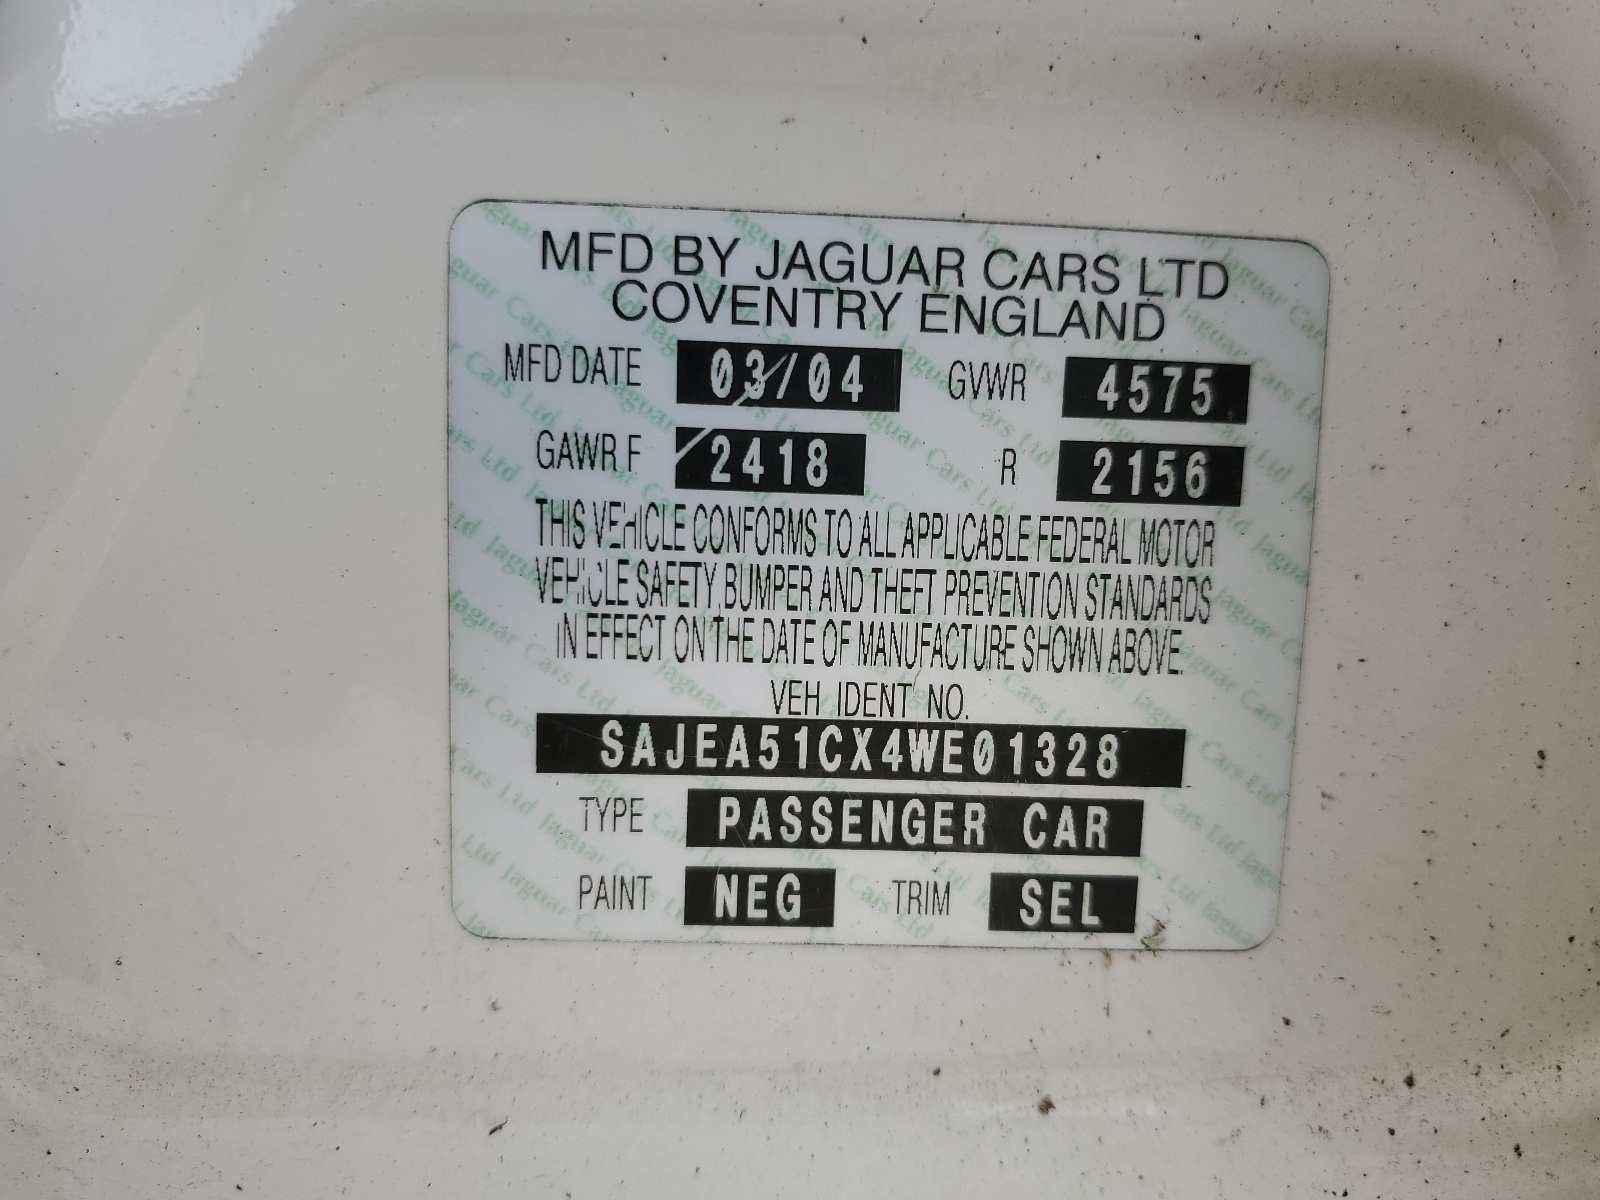 MFD BY JAGUAR CARS LTD
COVENTRY ENGLAND
MFD DATE 03/04 GVWR 4575
GAWR F 2418 R 2156
THIS VEHICLE CONFORMS TO ALL APPLICABLE FEDERAL MOTOR
VEHICLE SAFETY, BUMPER AND THEFT PREVENTION STANDARDS
IN EFFECT ON THE DATE OF MANUFACTURE SHOWN ABOVE.
VEH IDENT NO.
SAJEA51CX4WE01328
TYPE PASSENGER CAR
PAINT NEG TRIM SEL